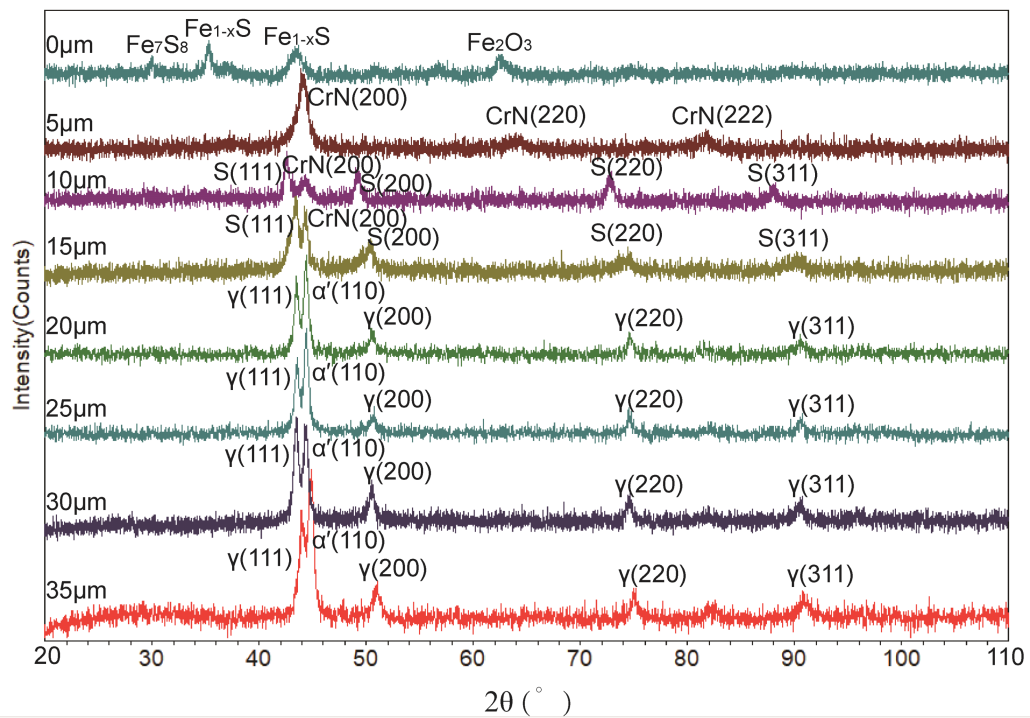 Fe1-xS
0μm
Fe7S8
Fe1-xS
Fe2O3
CrN(200)
5μm
CrN(220)
CrN(222)
10μm
S(111)
CrN(200)
S(200)
S(220)
S(311)
15μm
S(111)
CrN(200)
S(200)
S(220)
S(311)
γ(111)
α′(110)
20μm
γ(200)
γ(220)
γ(311)
γ(111)
α′(110)
25μm
γ(200)
γ(220)
γ(311)
γ(111)
α′(110)
30μm
γ(200)
γ(220)
γ(311)
γ(111)
α′(110)
35μm
γ(200)
γ(220)
γ(311)
Intensity(Counts)
20 30 40 50 60 70 80 90 100 110
2θ ( ° )